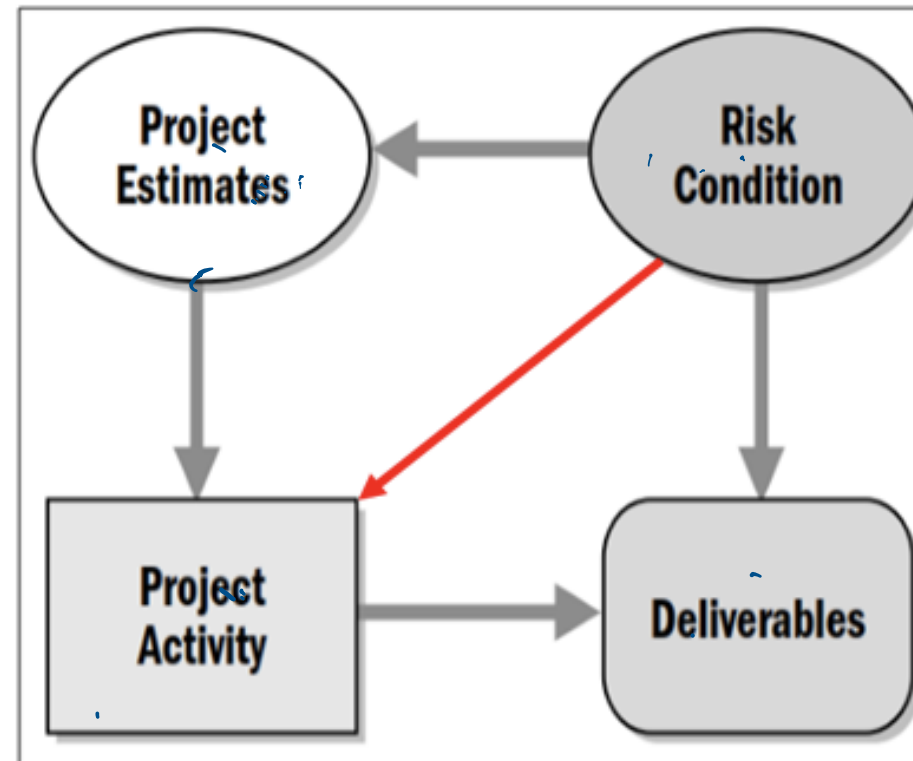 Project
Estimates
Risk
Condition
Project
Activity
Deliverables